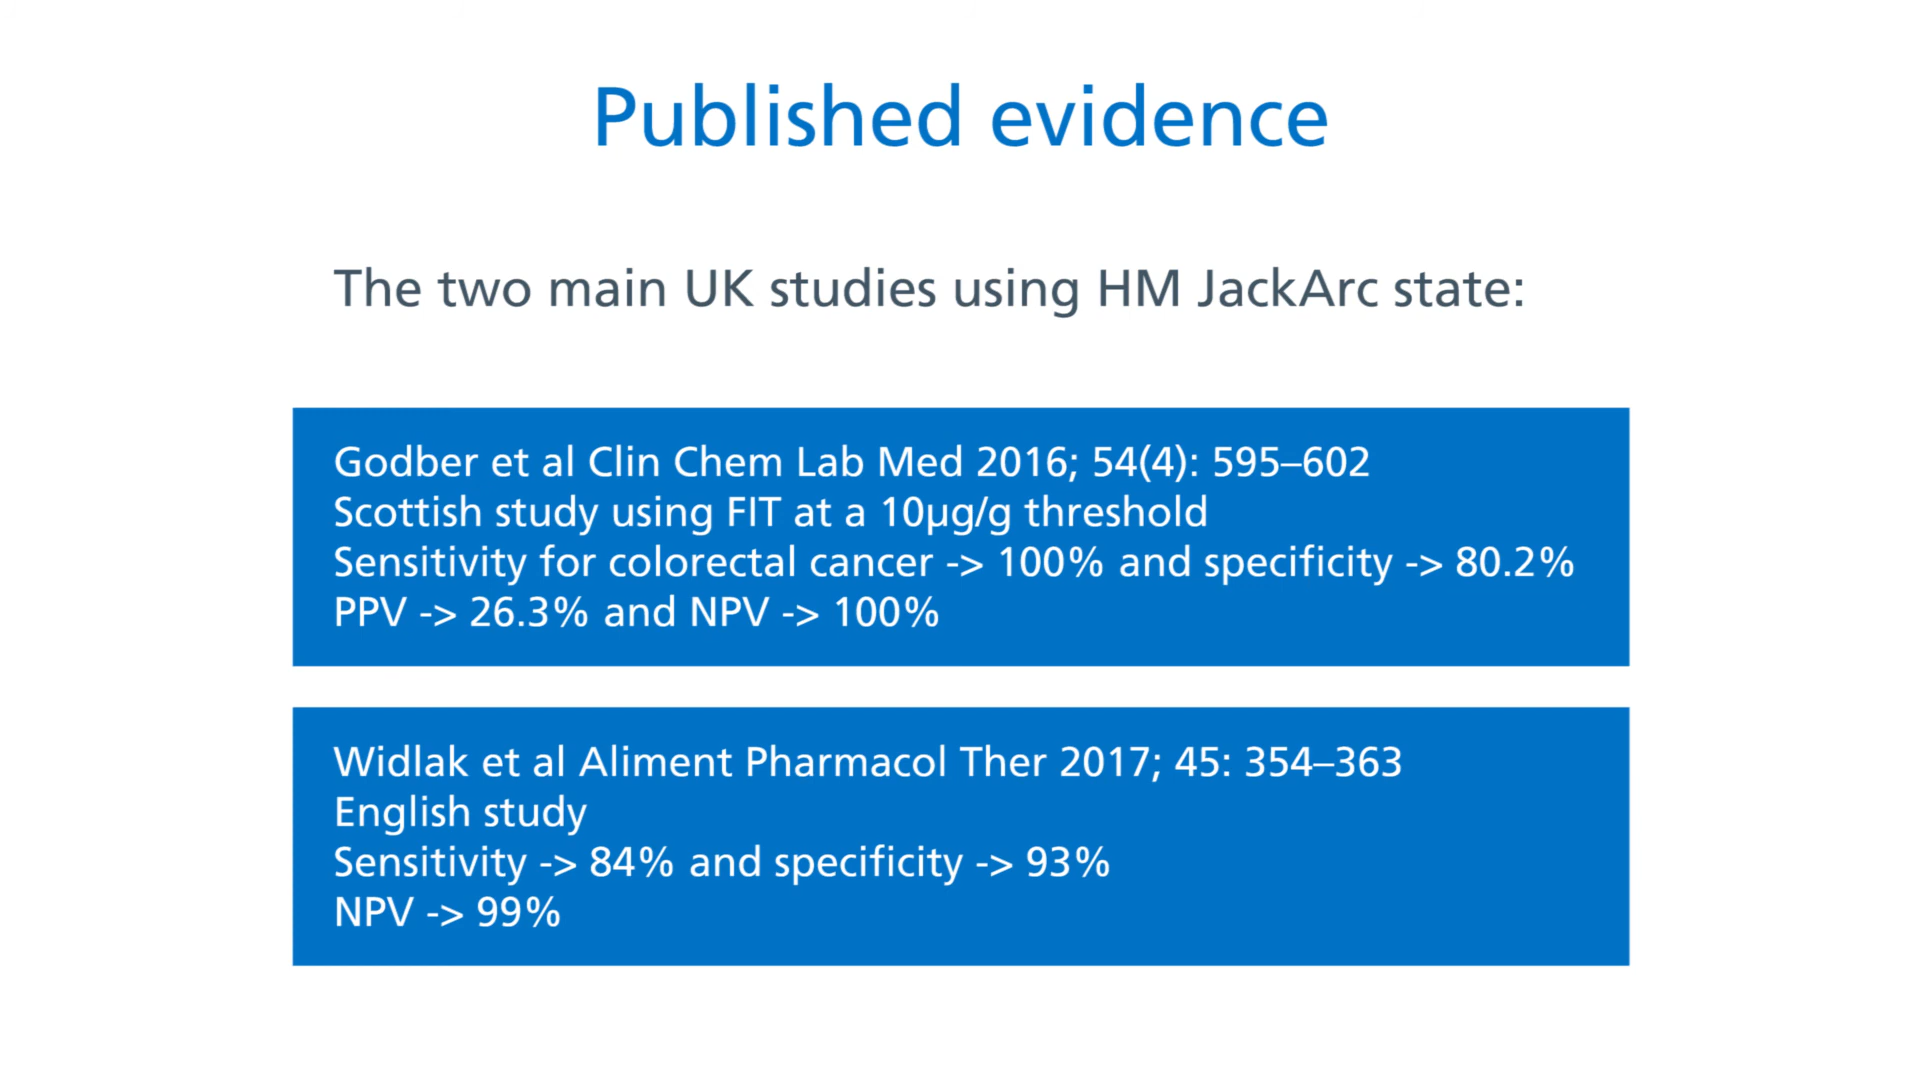 Published evidence
The two main UK studies using HM JackArc state:
Godber et al Clin Chem Lab Med 2016; 54(4): 595–602
Scottish study using FIT at a 10µg/g threshold
Sensitivity for colorectal cancer -> 100% and specificity -> 80.2%
PPV -> 26.3% and NPV -> 100%
Widlak et al Aliment Pharmacol Ther 2017; 45: 354–363
English study
Sensitivity -> 84% and specificity -> 93%
NPV -> 99%